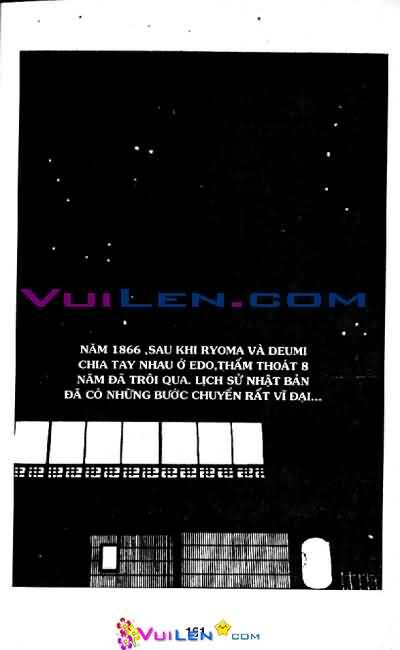 VUILEN.COM
NĂM 1866 ,SAU KHI RYOMA VÀ DEUMI
CHIA TAY NHAU Ở EDO,THẤM THOÁT 8
NĂM ĐÃ TRÔI QUA. LỊCH SỬ NHẬT BẢN
ĐÃ CÓ NHỮNG BƯỚC CHUYỂN RẤT VĨ ĐẠI...
161
VUILEN.COM